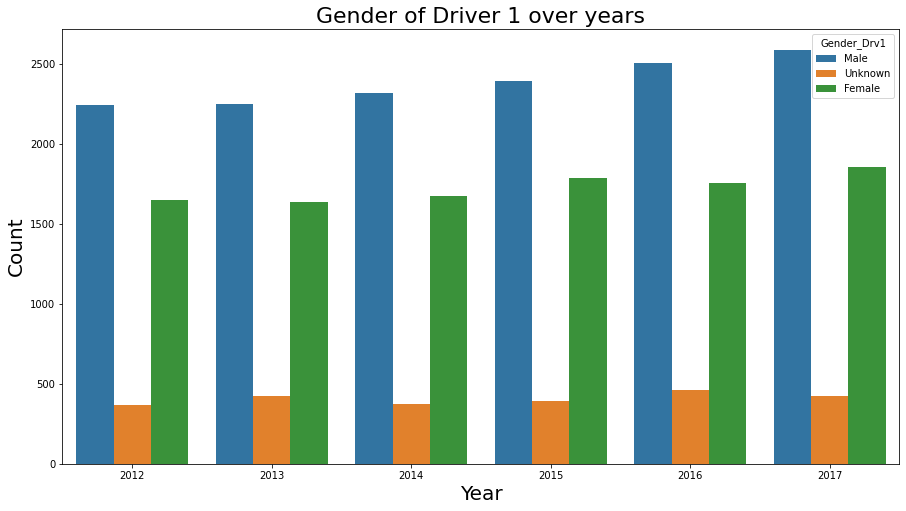 Gender of Driver 1 over years
Gender_Drv1
Male
Unknown
Female
Count
2500
2000
1500
1000
500
0
2012 2013 2014 2015 2016 2017
Year